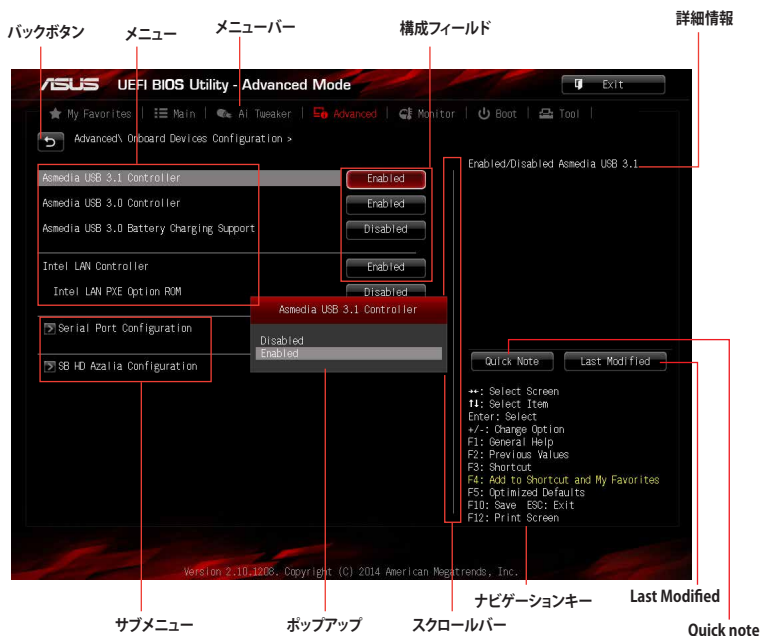 詳細情報
バックボタン メニュー メニューバー 構成フィールド
ASUS UEFI BIOS Utility - Advanced Mode Exit
My Favorites Main Ai Tweaker Advanced Monitor Boot Tool
Advanced\ Onboard Devices Configuration >
Enabled/Disabled Asmedia USB 3.1
Asmedia USB 3.1 Controller Enabled
Asmedia USB 3.0 Controller Enabled
Asmedia USB 3.0 Battery Charging Support Disabled
Intel LAN Controller Enabled
Intel LAN PXE Option ROM Disabled
Asmedia USB 3.1 Controller
Disabled
Enabled
Serial Port Configuration
SB HD Azalia Configuration
Quick Note Last Modified
→←: Select Screen
↑↓: Select Item
Enter: Select
+/-: Change Option
F1: General Help
F2: Previous Values
F3: Shortcut
F4: Add to Shortcut and My Favorites
F5: Optimized Defaults
F10: Save ESC: Exit
F12: Print Screen
Version 2.10.1208. Copyright (C) 2014 American Megatrends, Inc.
サブメニュー ポップアップ スクロールバー ナビゲーションキー Last Modified
Quick note